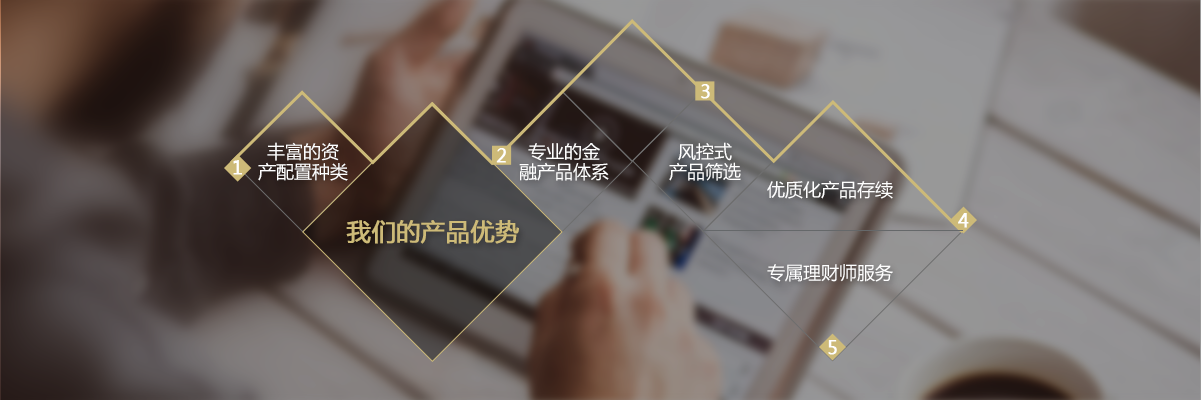 1
丰富的资
产配置种类
我们的产品优势
2
专业的金
融产品体系
3
风控式
产品筛选
优质化产品存续
4
专属理财师服务
5